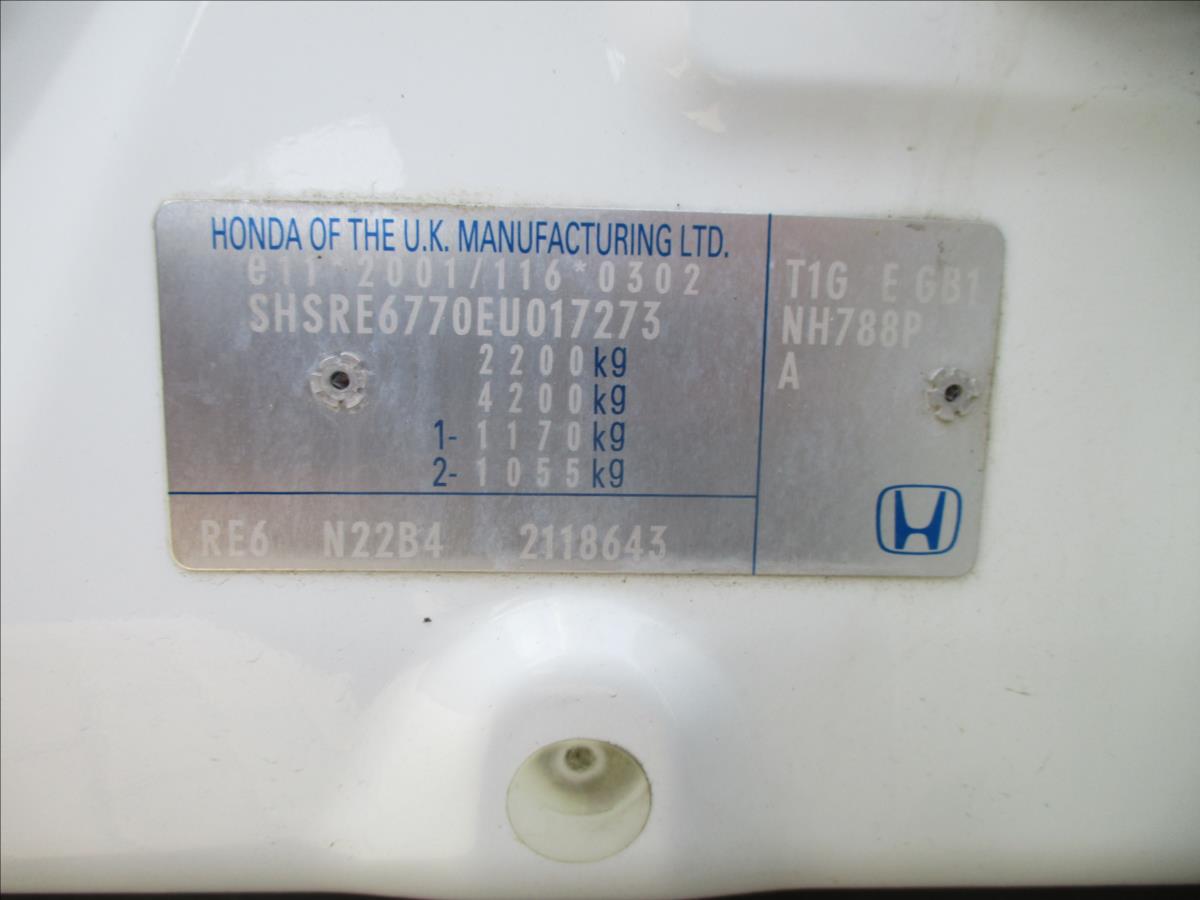 HONDA OF THE U.K. MANUFACTURING LTD.
e11*2001/116*0302
SHSRE6770EU017273
2200kg
4200kg
1-1170kg
2-1055kg
RE6 N22B4 2118643
T1G E GB1
NH788P
A